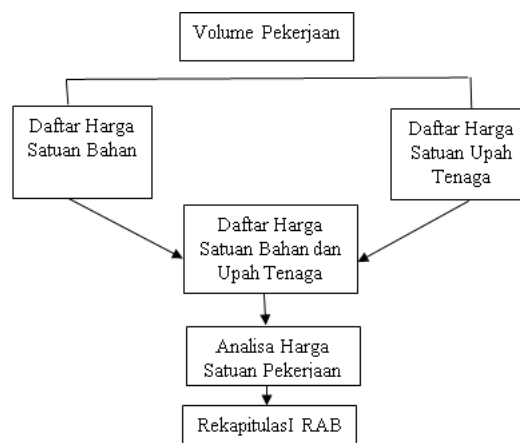 Volume Pekerjaan
Daftar Harga
Satuan Bahan
Daftar Harga
Satuan Upah
Tenaga
Daftar Harga
Satuan Bahan dan
Upah Tenaga
Analisa Harga
Satuan Pekerjaan
RekapitulasI RAB